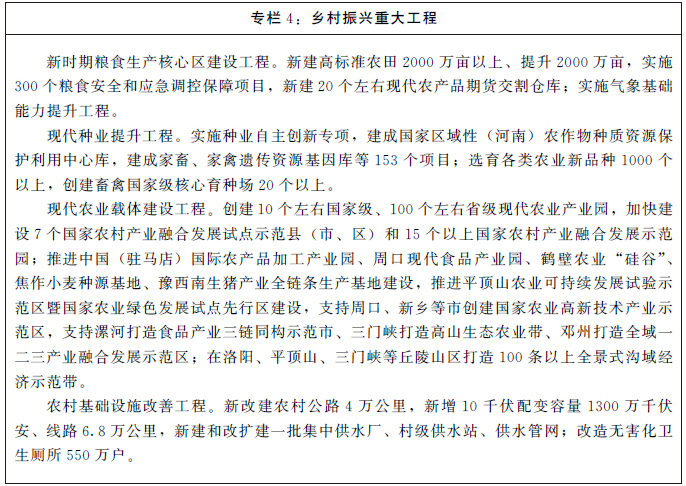 专栏 4：乡村振兴重大工程
新时期粮食生产核心区建设工程。新建高标准农田 2000 万亩以上、提升 2000 万亩，实施
300 个粮食安全和应急调控保障项目，新建 20 个左右现代农产品期货交割仓库；实施气象基础
能力提升工程。
现代种业提升工程。实施种业自主创新专项，建成国家区域性（河南）农作物种质资源保
护利用中心库，建成家畜、家禽遗传资源基因库等 153 个项目；选育各类农业新品种 1000 个
以上，创建畜禽国家级核心育种场 20 个以上。
现代农业载体建设工程。创建 10 个左右国家级、100 个左右省级现代农业产业园，加快建
设 7 个国家农村产业融合发展试点示范县（市、区）和 15 个以上国家农村产业融合发展示范
园；推进中国（驻马店）国际农产品加工产业园、周口现代食品产业园、鹤壁农业“硅谷”、
焦作小麦种源基地、豫西南生猪产业全链条生产基地建设，推进平顶山农业可持续发展试验示
范区暨国家农业绿色发展试点先行区建设，支持周口、新乡等市创建国家农业高新技术产业示
范区，支持漯河打造食品产业三链同构示范市、三门峡打造高山生态农业带、邓州打造全域一
二三产业融合发展示范区；在洛阳、平顶山、三门峡等丘陵山区打造 100 条以上全景式沟域经
济示范带。
农村基础设施改善工程。新改建农村公路 4 万公里，新增 10 千伏配变容量 1300 万千伏
安、线路 6.8 万公里，新建和改扩建一批集中供水厂、村级供水站、供水管网；改造无害化卫
生厕所 550 万户。